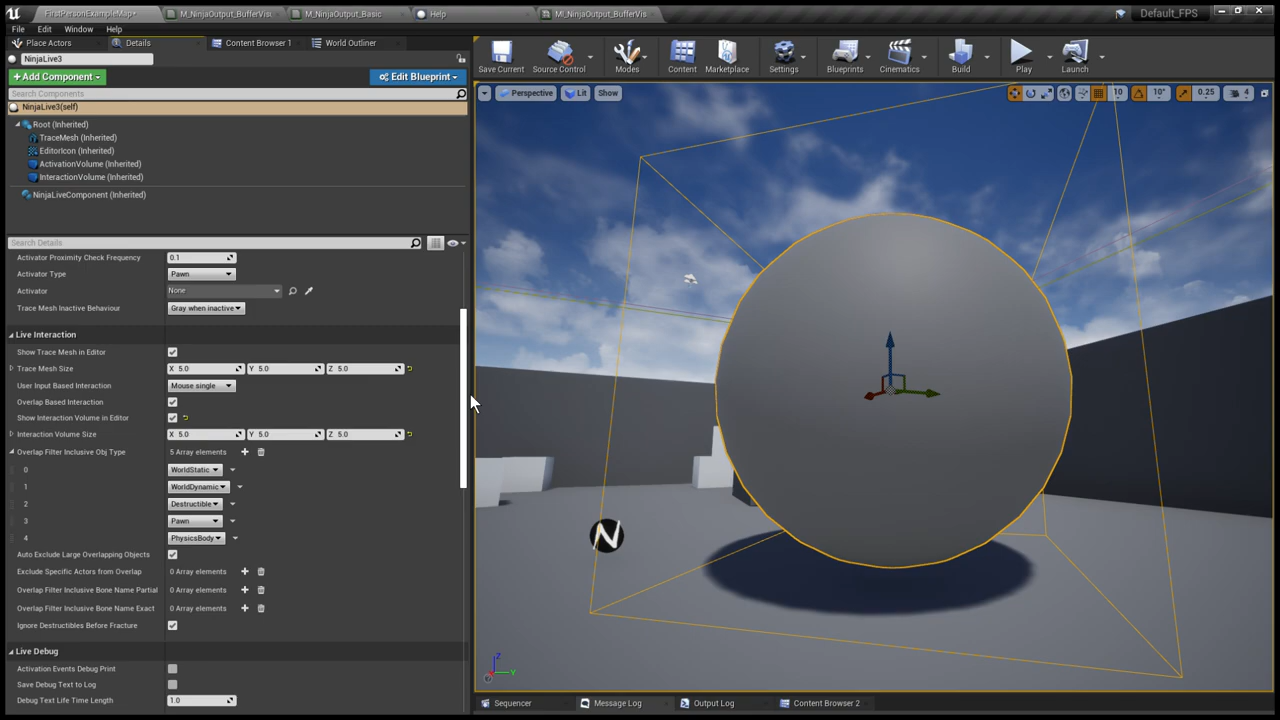 FirstPersonExampleMap•
M_NinjaOutput_BufferVisu
M_NinjaOutput_Basic
Help
MI_NinjaOutput_BufferVis
Default_FPS
File Edit Window Help
Place Actors
Details
Content Browser 1
World Outliner
NinjaLive3
+ Add Component
Edit Blueprint
Search Components
NinjaLive3(self)
Root (Inherited)
TraceMesh (Inherited)
EditorIcon (Inherited)
ActivationVolume (Inherited)
InteractionVolume (Inherited)
NinjaLiveComponent (Inherited)
Search Details
Activator Proximity Check Frequency 0.1
Activator Type Pawn
Activator None
Trace Mesh Inactive Behaviour Gray when inactive
Live Interaction
Show Trace Mesh in Editor
Trace Mesh Size X 5.0 Y 5.0 Z 5.0
User Input Based Interaction Mouse single
Overlap Based Interaction
Show Interaction Volume in Editor
Interaction Volume Size X 5.0 Y 5.0 Z 5.0
Overlap Filter Inclusive Obj Type 5 Array elements
0 WorldStatic
1 WorldDynamic
2 Destructible
3 Pawn
4 PhysicsBody
Auto Exclude Large Overlapping Objects
Exclude Specific Actors from Overlap 0 Array elements
Overlap Filter Inclusive Bone Name Partial 0 Array elements
Overlap Filter Inclusive Bone Name Exact 0 Array elements
Ignore Destructibles Before Fracture
Live Debug
Activation Events Debug Print
Save Debug Text to Log
Debug Text Life Time Length 1.0
Save Current
Source Control
Modes
Content
Marketplace
Settings
Blueprints
Cinematics
Build
Play
Launch
Perspective
Lit
Show
10
10°
0.25
4
N
Z
Y
Sequencer
Message Log
Output Log
Content Browser 2